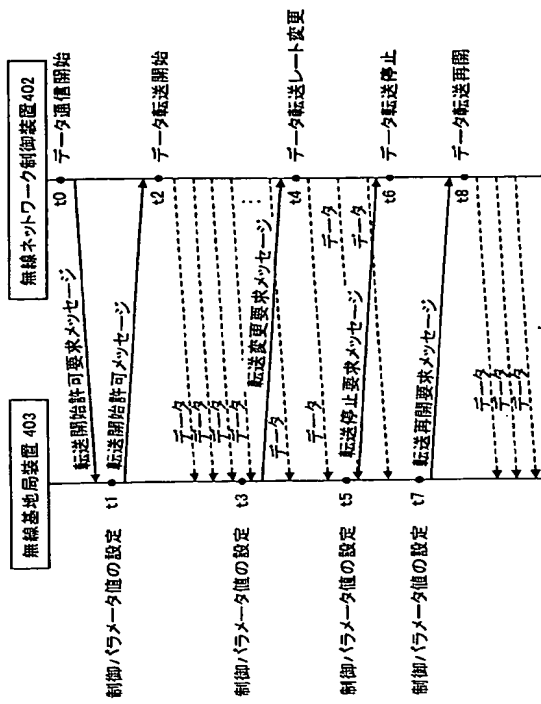 無線基地局装置 403
無線ネットワーク制御装置402
t0
データ通信開始
転送開始許可要求メッセージ
制御パラメータ値の設定
t1
転送開始許可メッセージ
t2
データ転送開始
データ
データ
データ
データ
制御パラメータ値の設定
t3
転送変更要求メッセージ
t4
データ転送レート変更
データ
データ
データ
データ
制御パラメータ値の設定
t5
転送停止要求メッセージ
t6
データ転送停止
制御パラメータ値の設定
t7
転送再開要求メッセージ
t8
データ転送再開
データ
データ
データ